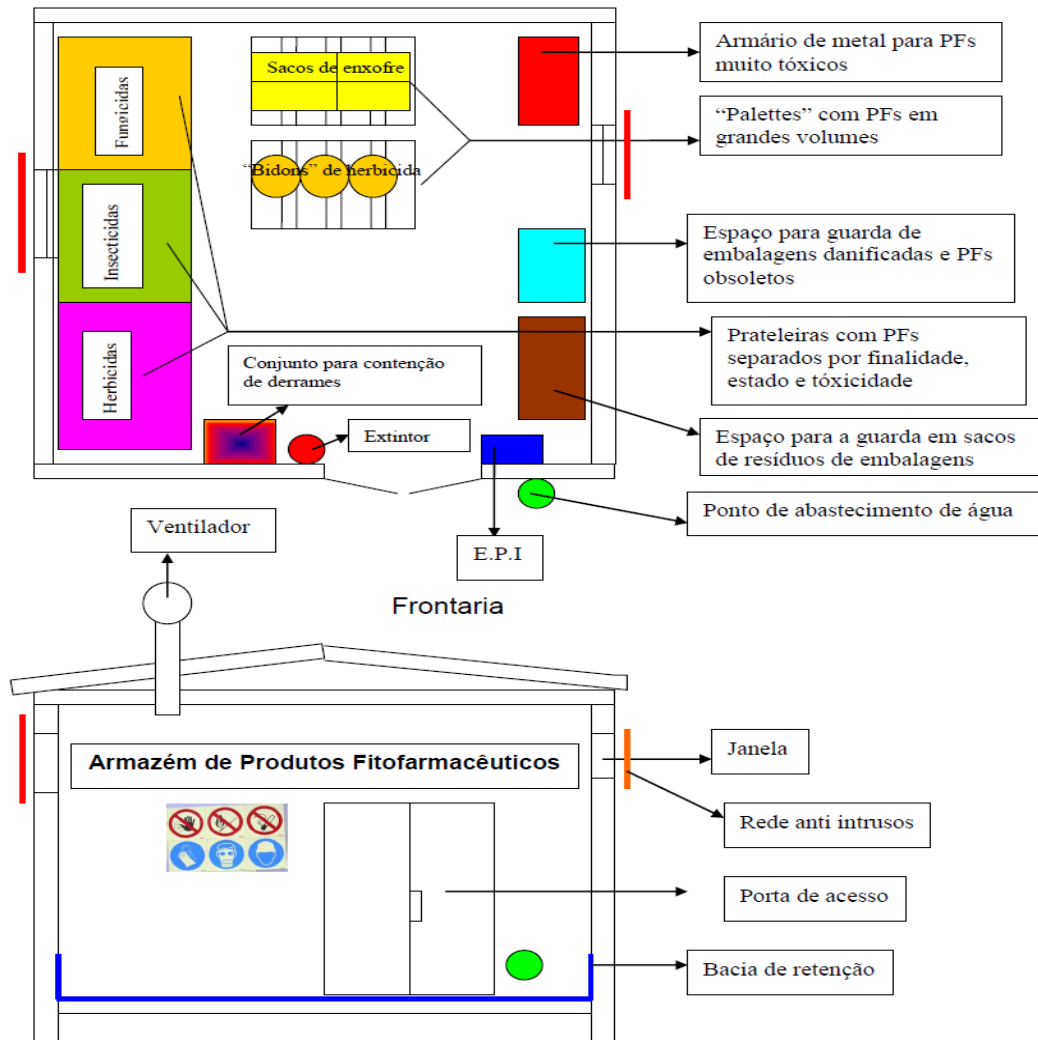 Fungicidas
Insecticidas
Herbicidas
Sacos de enxofre
“Bidons” de herbicida
Armário de metal para PFs
muito tóxicos
“Palettes” com PFs em
grandes volumes
Espaço para guarda de
embalagens danificadas e PFs
obsoletos
Prateleiras com PFs
separados por finalidade,
estado e tóxicidade
Conjunto para contenção
de derrames
Extintor
Espaço para a guarda em sacos
de resíduos de embalagens
Ponto de abastecimento de água
Ventilador
E.P.I
Frontaria
Armazém de Produtos Fitofarmacêuticos
Janela
Rede anti intrusos
Porta de acesso
Bacia de retenção